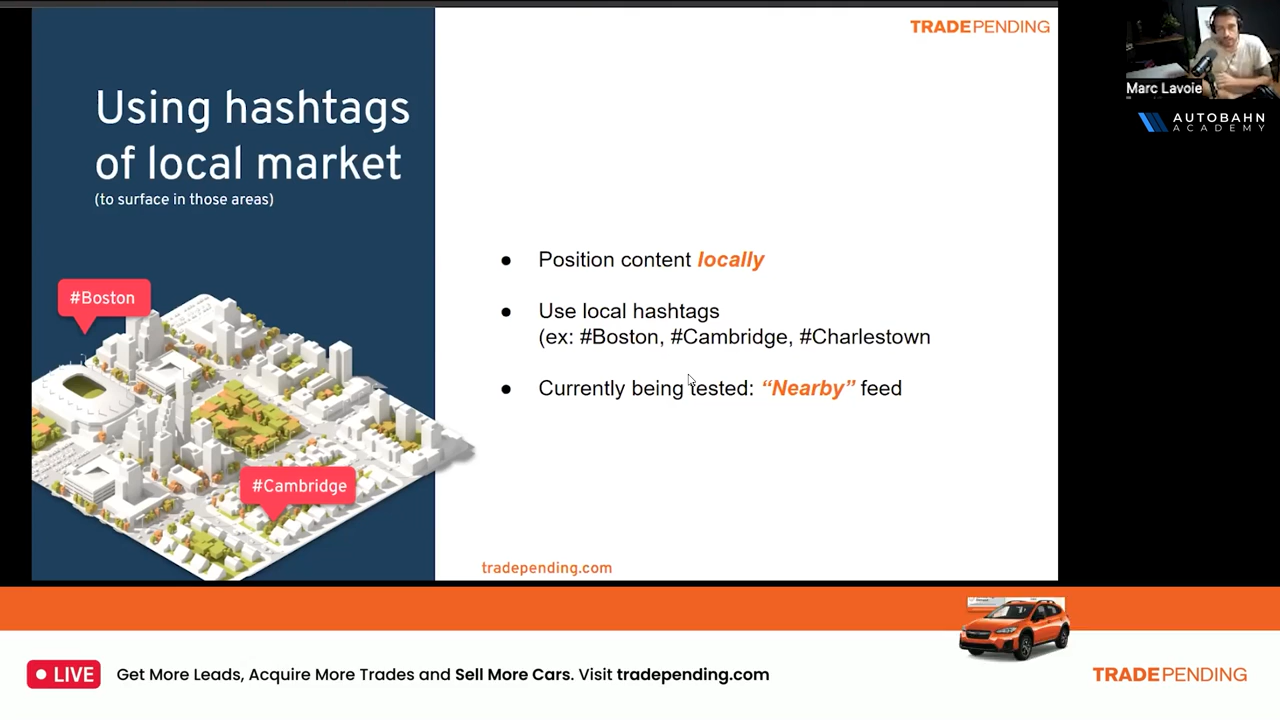 TRADEPENDING
Marc Lavoie
AUTOBAHN
ACADEMY
Using hashtags
of local market
(to surface in those areas)
● Position content locally
● Use local hashtags
(ex: #Boston, #Cambridge, #Charlestown
● Currently being tested: “Nearby” feed
#Boston
#Cambridge
tradepending.com
● LIVE
Get More Leads, Acquire More Trades and Sell More Cars. Visit tradepending.com
TRADEPENDING